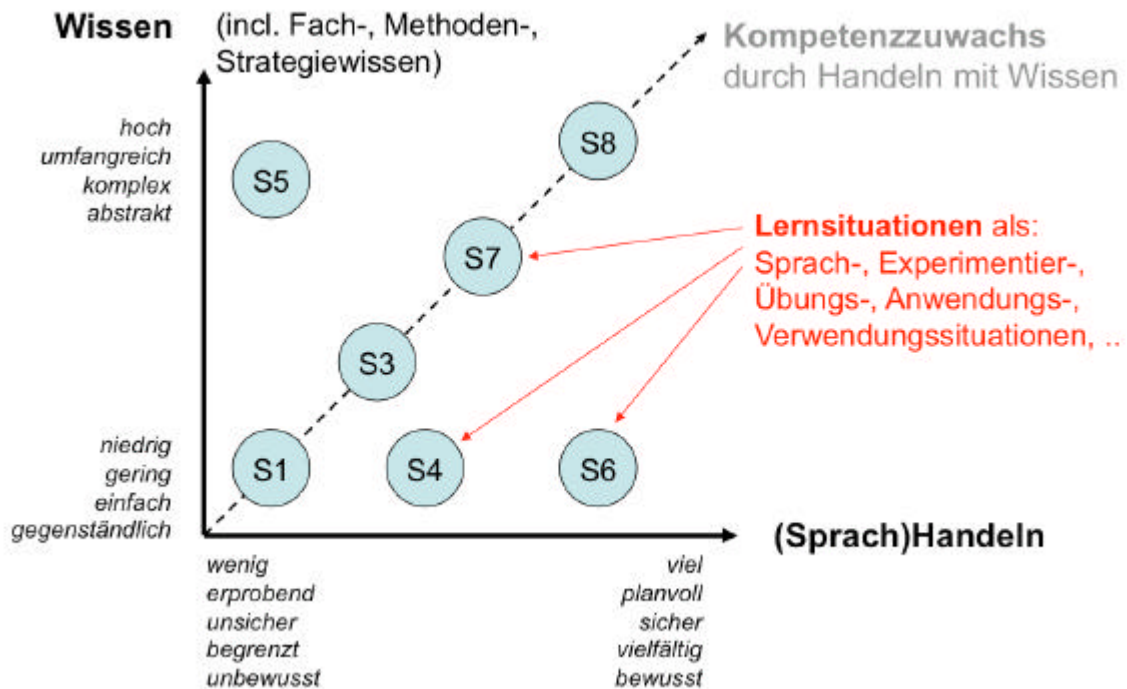 Wissen (incl. Fach-, Methoden-,
Strategiewissen)
Kompetenzzuwachs
durch Handeln mit Wissen
hoch
umfangreich
komplex
abstrakt
S5
S8
S7
Lernsituationen als:
Sprach-, Experimentier-,
Übungs-, Anwendungs-,
Verwendungssituationen, ..
S3
niedrig
gering
einfach
gegenständlich
S1
S4
S6
(Sprach)Handeln
wenig
erprobend
unsicher
begrenzt
unbewusst
viel
planvoll
sicher
vielfältig
bewusst